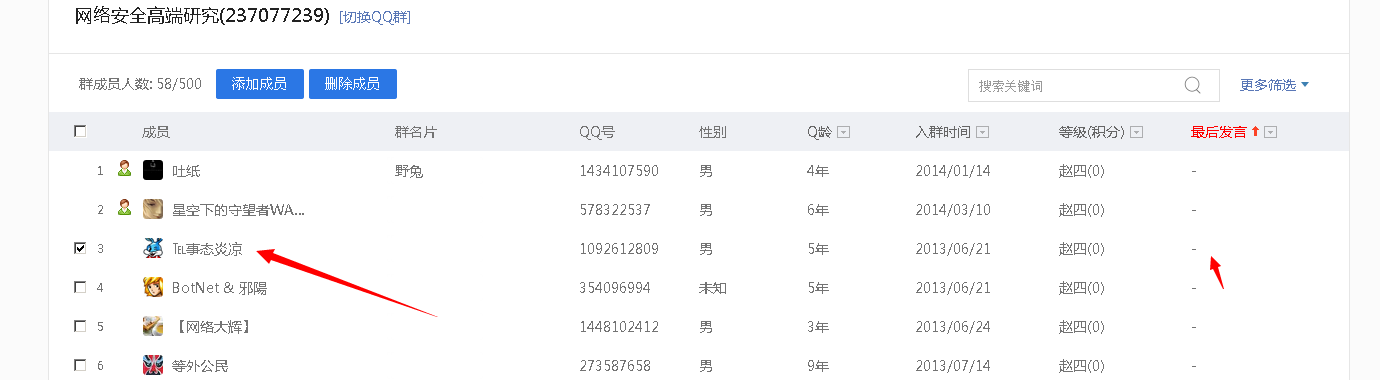 网络安全高端研究(237077239) [切换QQ群]
群成员人数: 58/500 添加成员 删除成员 搜索关键词 更多筛选
成员 群名片 QQ号 性别 Q龄 入群时间 等级(积分) 最后发言
1 吐纸 野兔 1434107590 男 4年 2014/01/14 赵四(0) -
2 星空下的守望者WA... 578322537 男 6年 2014/03/10 赵四(0) -
3 ℡事态炎凉 1092612809 男 5年 2013/06/21 赵四(0) -
4 BotNet & 邪陽 354096994 未知 5年 2013/06/21 赵四(0) -
5 【网络大辉】 1448102412 男 3年 2013/06/24 赵四(0) -
6 等外公民 273587658 男 9年 2013/07/14 赵四(0) -